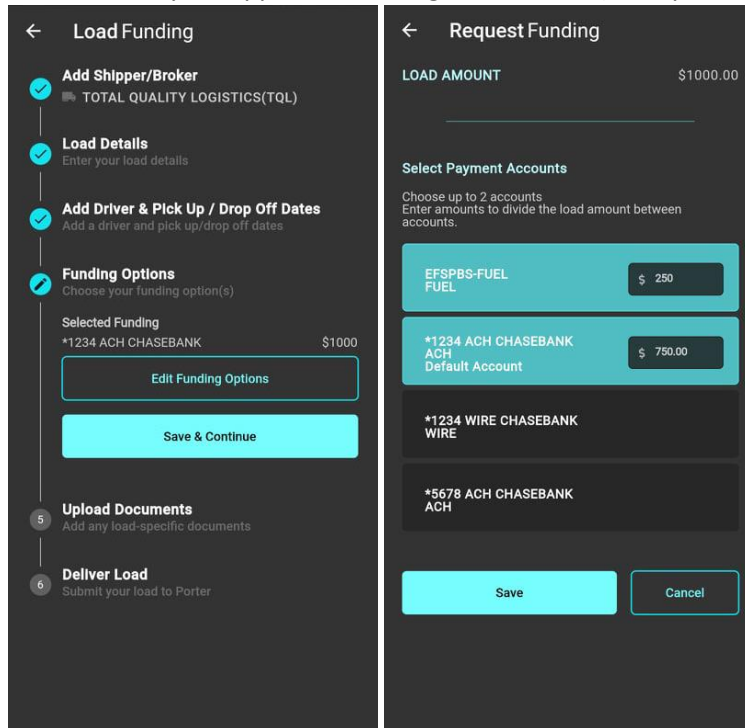 Load Funding
Add Shipper/Broker
TOTAL QUALITY LOGISTICS(TQL)
Load Details
Enter your load details
Add Driver & Pick Up / Drop Off Dates
Add a driver and pick up/drop off dates
Funding Options
Choose your funding option(s)
Selected Funding
*1234 ACH CHASEBANK $1000
Edit Funding Options
Save & Continue
5 Upload Documents
Add any load-specific documents
6 Deliver Load
Submit your load to Porter
Request Funding
LOAD AMOUNT $1000.00
Select Payment Accounts
Choose up to 2 accounts
Enter amounts to divide the load amount between
accounts.
EFSPBS-FUEL
FUEL
$ 250
*1234 ACH CHASEBANK
ACH
Default Account
$ 750.00
*1234 WIRE CHASEBANK
WIRE
*5678 ACH CHASEBANK
ACH
Save
Cancel